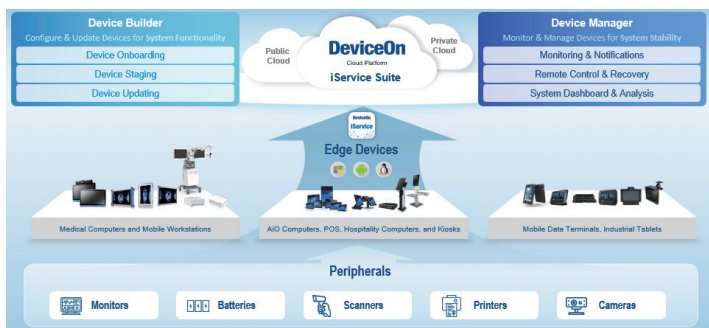 Device Builder
Configure & Update Devices for System Functionality
Device Onboarding
Device Staging
Device Updating
Public
Cloud
DeviceOn
Cloud Platform
iService Suite
Private
Cloud
Device Manager
Monitor & Manage Devices for System Stability
Monitoring & Notifications
Remote Control & Recovery
System Dashboard & Analysis
DeviceOn
iService
Edge Devices
Medical Computers and Mobile Workstations
AiO Computers, POS, Hospitality Computers, and Kiosks
Mobile Data Terminals, Industrial Tablets
Peripherals
Monitors
Batteries
Scanners
Printers
Cameras